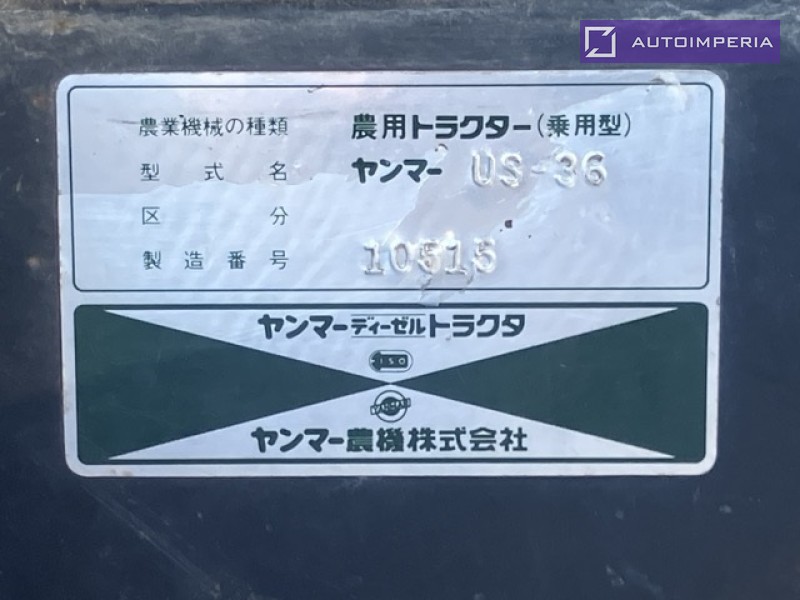 AUTOIMPERIA
農業機械の種類 農用トラクター(乗用型)
型式名 ヤンマー US-36
区分
製造番号 10515
ヤンマーディーゼルトラクタ
ISO
ヤンマー農機株式会社